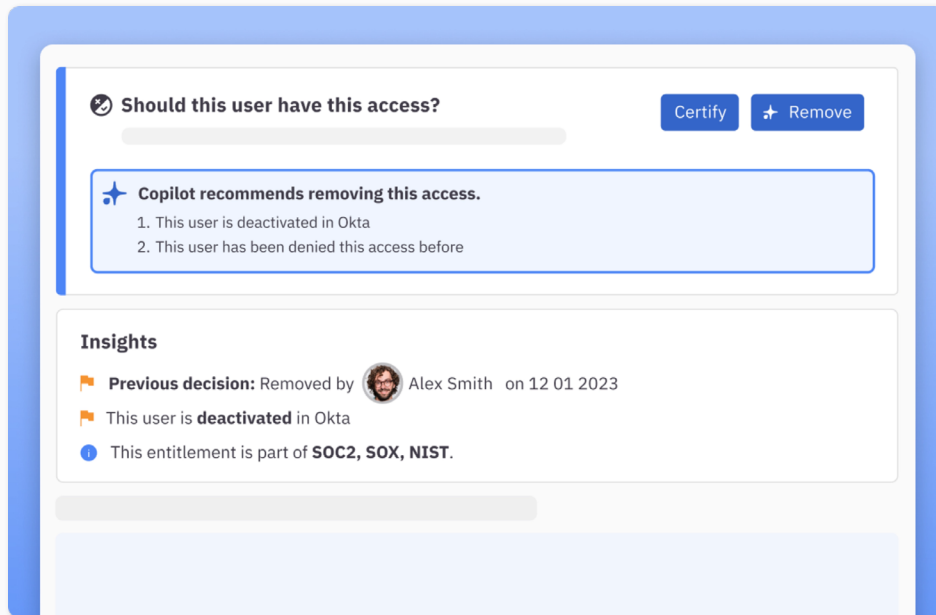 Should this user have this access?
Certify
Remove
Copilot recommends removing this access.
1. This user is deactivated in Okta
2. This user has been denied this access before
Insights
Previous decision: Removed by Alex Smith on 12 01 2023
This user is deactivated in Okta
This entitlement is part of SOC2, SOX, NIST.